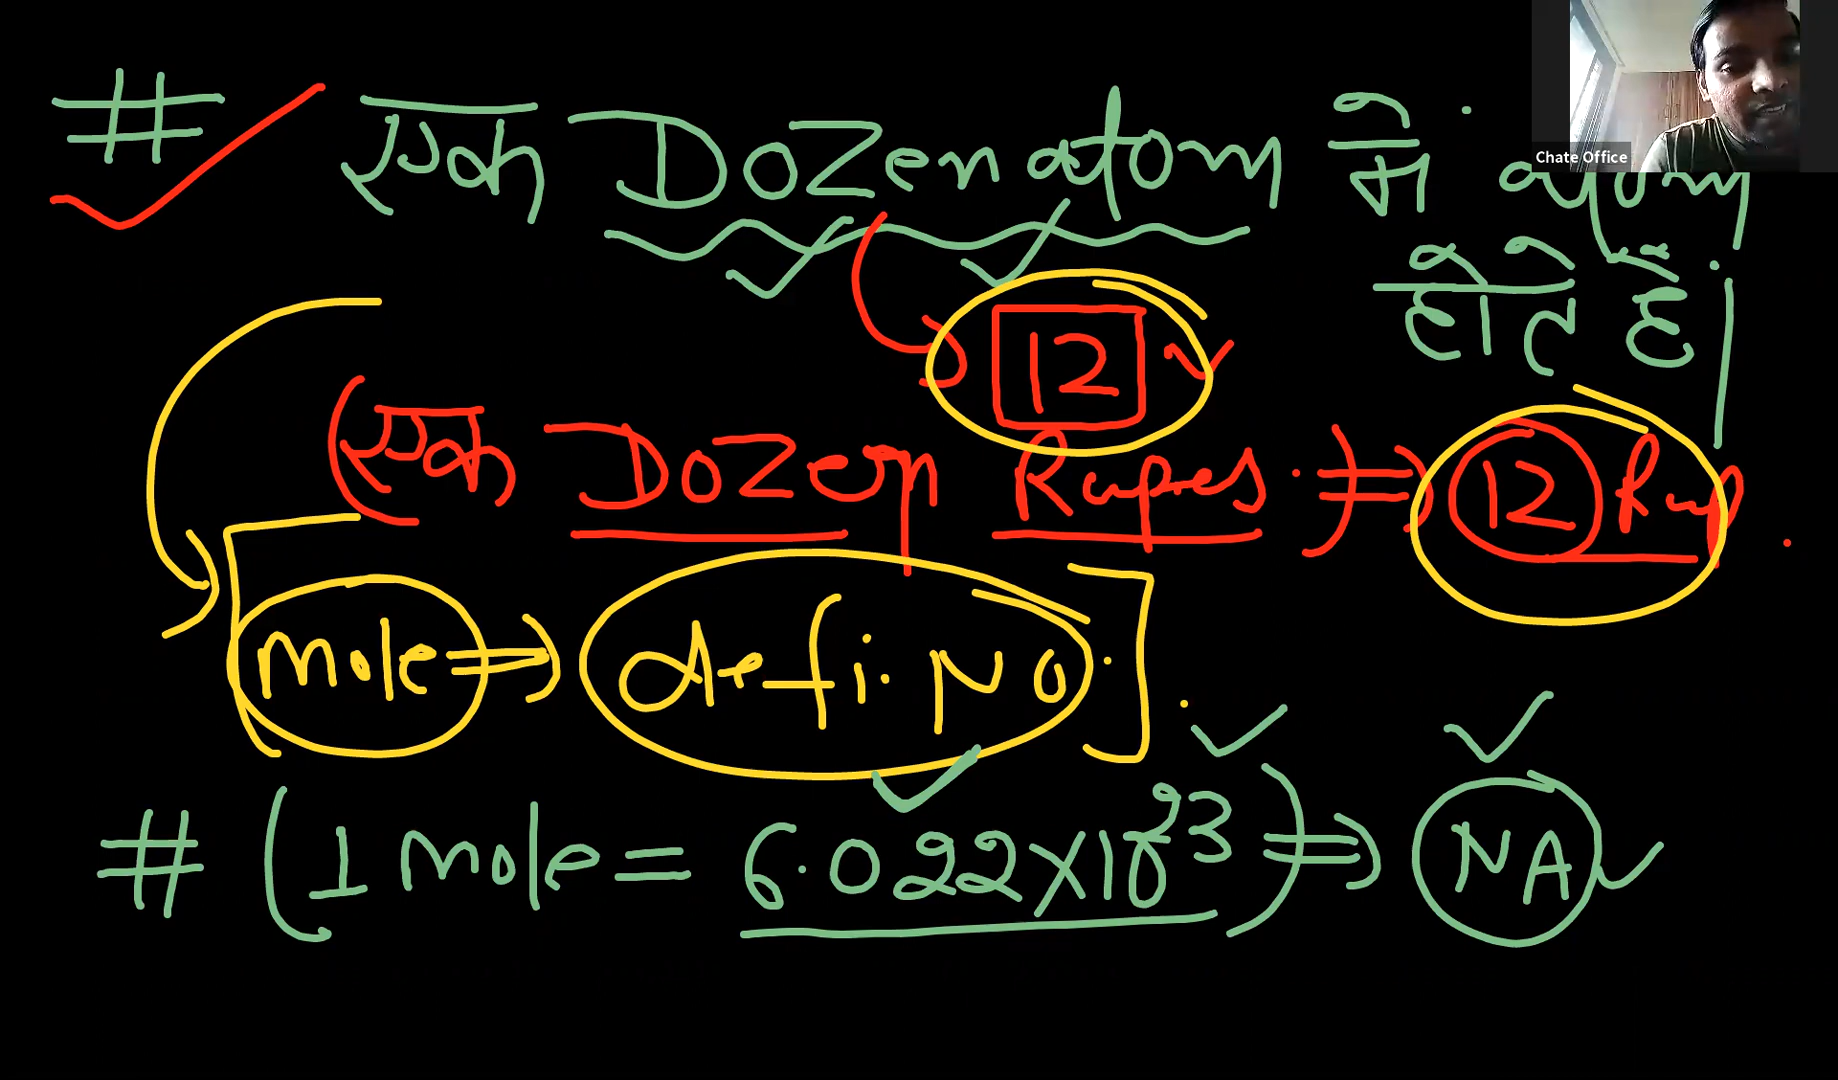 # एक DoZen atom में atom
होते हैं|
12
(एक DoZen Rupes. ⇒ 12 Rup.
[mole ⇒ defi. No.].
# (1 mole = 6.022×10²³) ⇒ NA
Chate Office